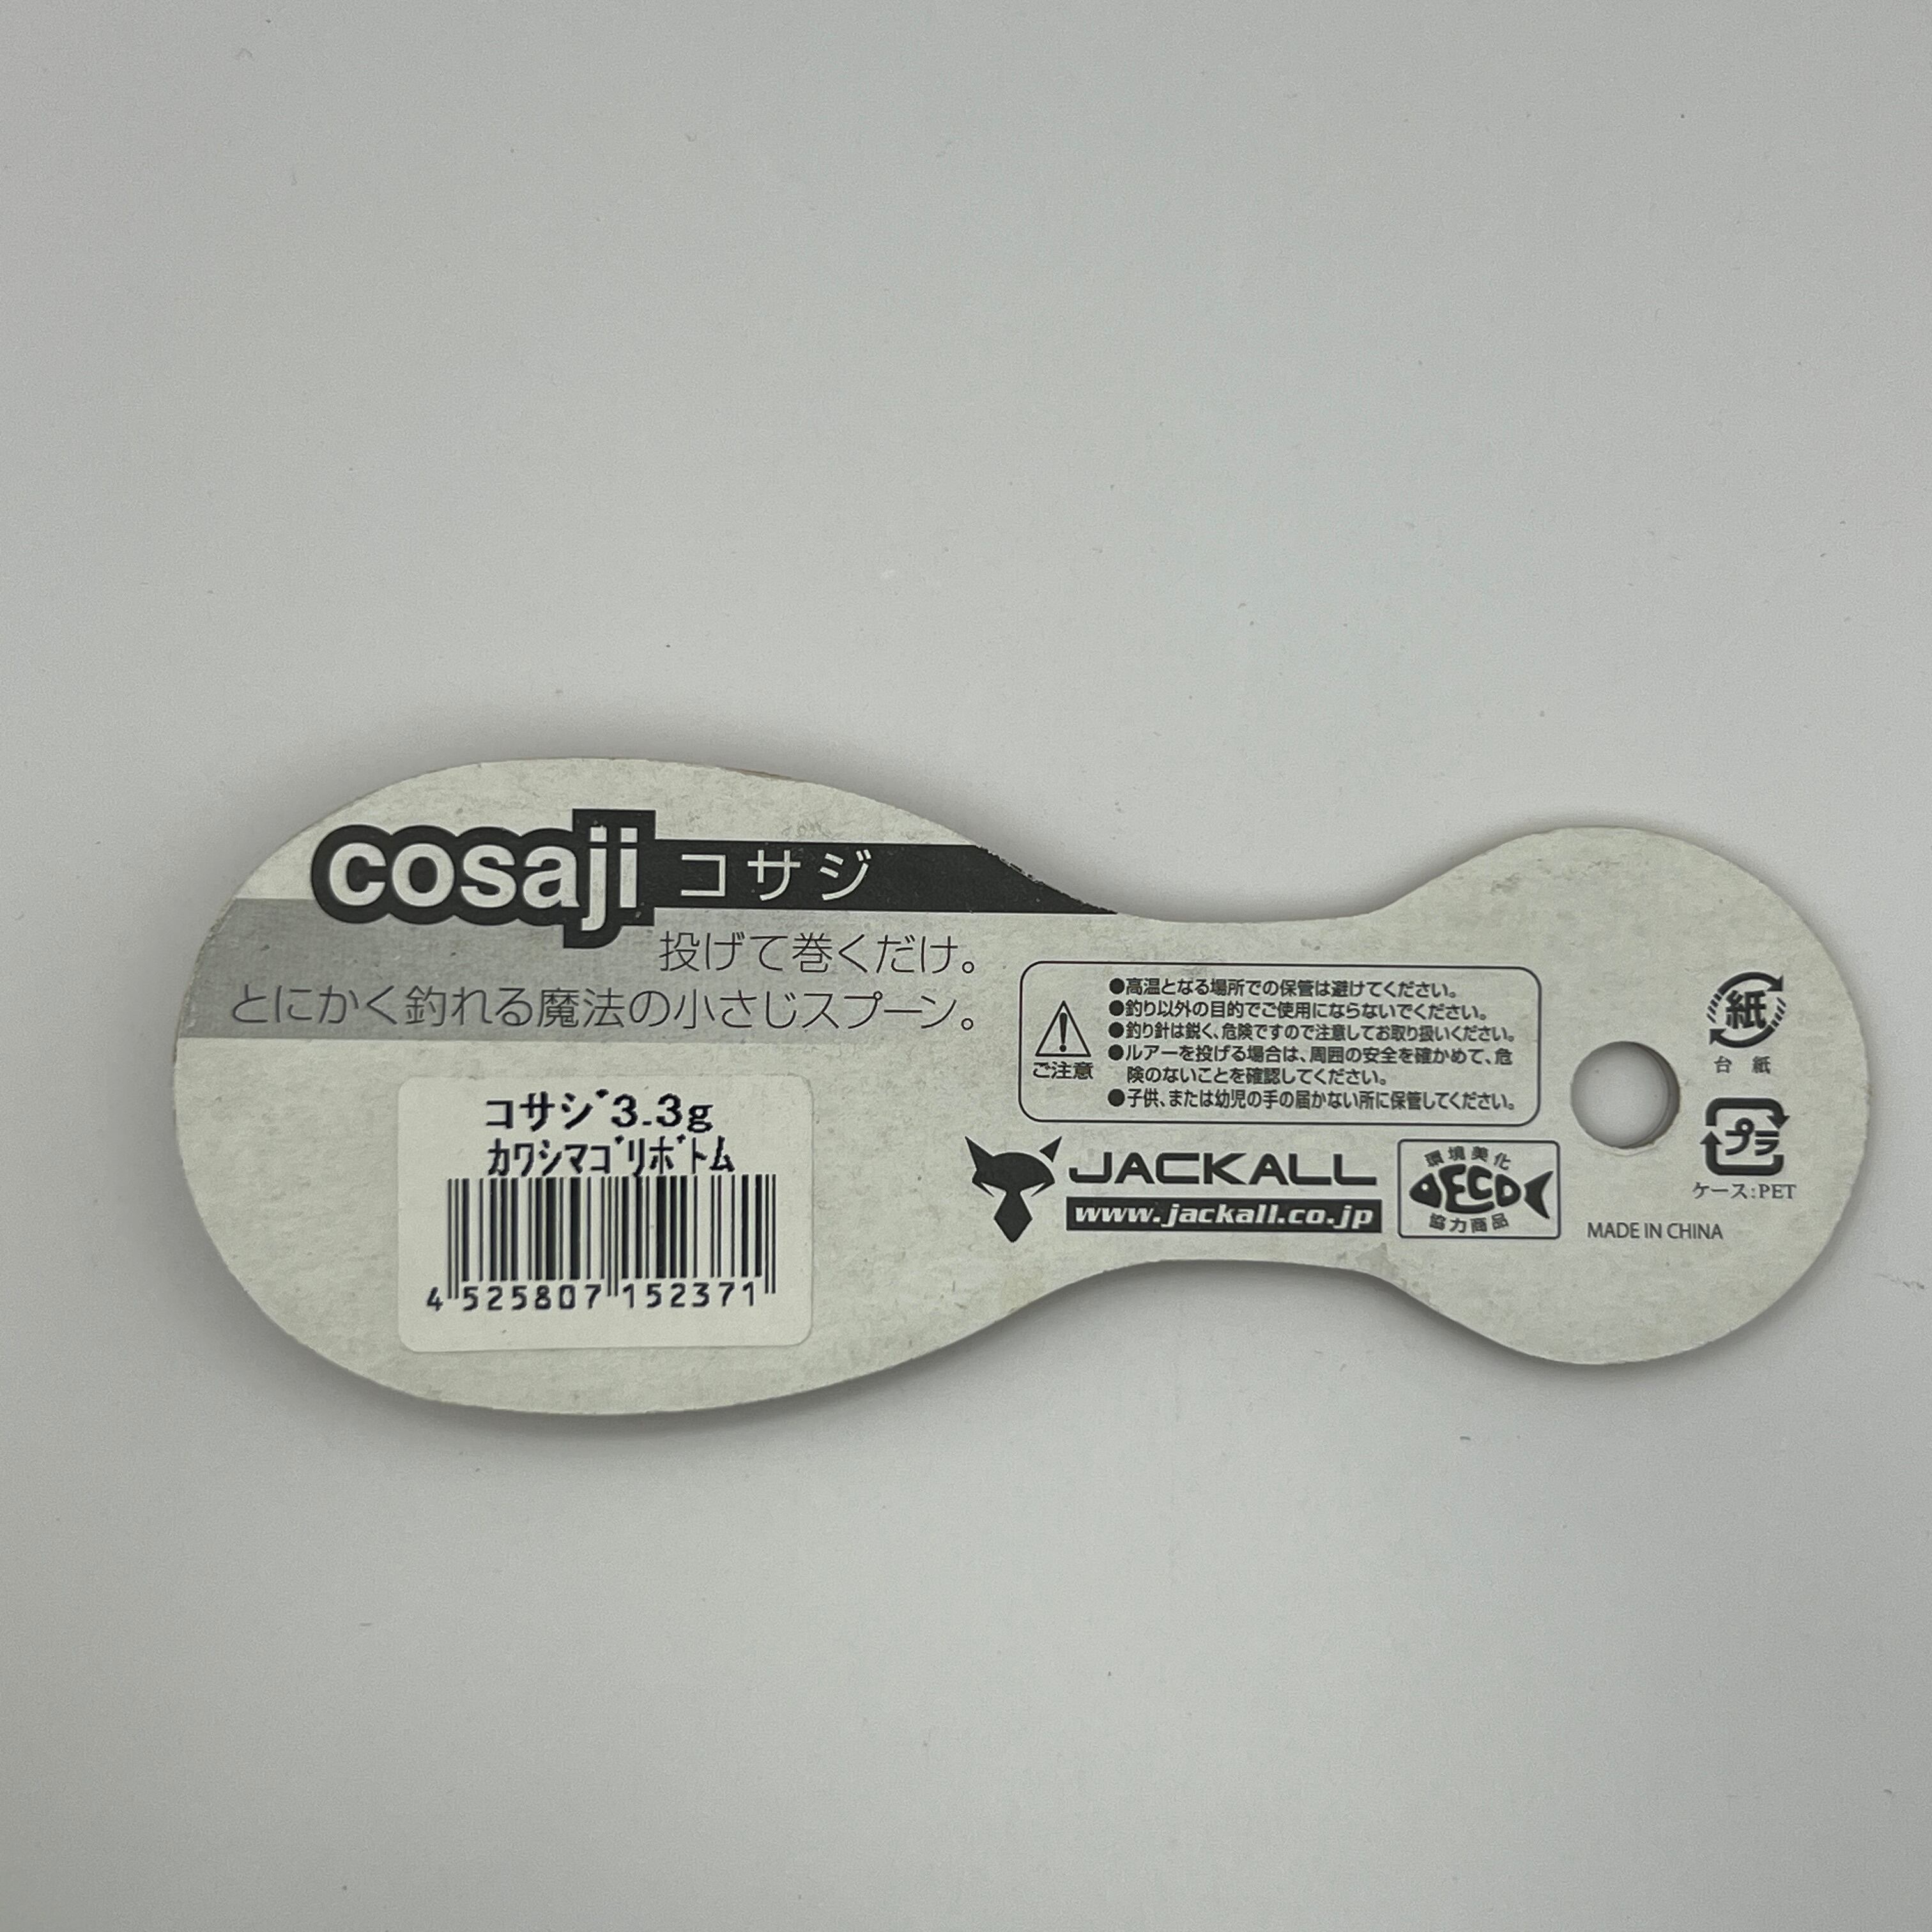 cosaji コサジ
投げて巻くだけ。
とにかく釣れる魔法の小さじスプーン。
コサジ3.3g
カワシマゴリボトム
4 525807 152371
ご注意
●高温となる場所での保管は避けてください。
●釣り以外の目的でご使用にならないでください。
●釣り針は鋭く、危険ですので注意してお取り扱いください。
●ルアーを投げる場合は、周囲の安全を確かめて、危
険のないことを確認してください。
●子供、または幼児の手の届かない所に保管してください。
JACKALL
www.jackall.co.jp
環境美化
ECO
協力商品
紙
台紙
プラ
ケース:PET
MADE IN CHINA